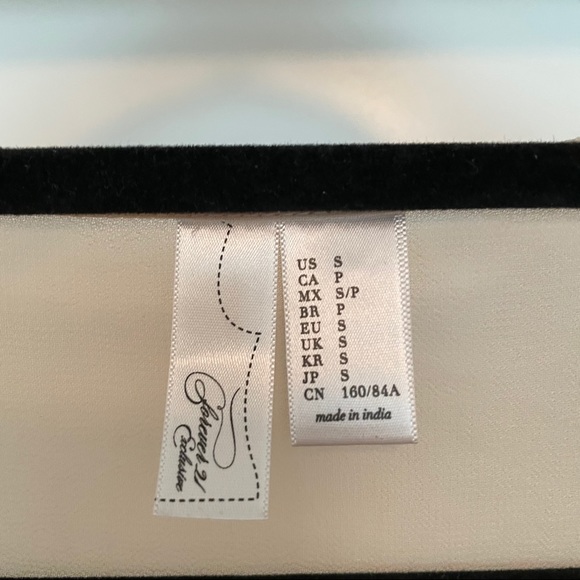 Forever 21
Exclusive
US S
CA P
MX S/P
BR P
EU S
UK S
KR S
JP S
CN 160/84A
made in india